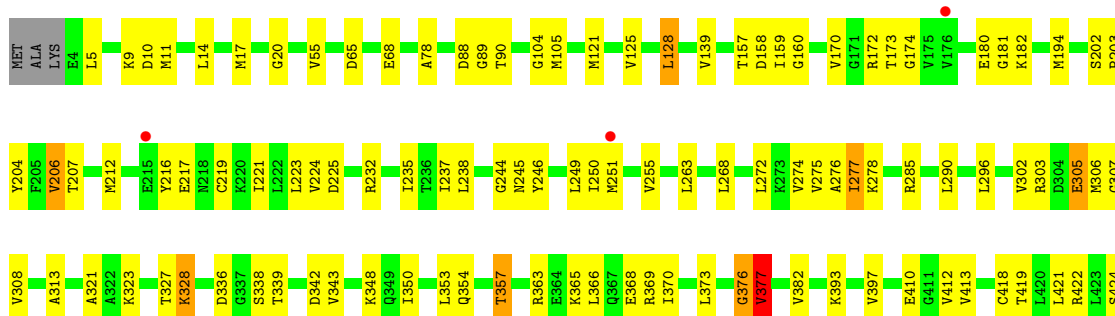 MET ALA LYS E4 L5 K9 D10 M11 L14 M17 G20 V55 D65 E68 A78 D88 G89 T90 G104 M105 M121 V125 L128 V139 T157 D158 I159 G160 V170 G171 R172 T173 G174 V175 V176 E180 G181 K182 M194 S202
Y204 F205 V206 T207 M212 E215 Y216 E217 N218 C219 K220 I221 L222 L223 V224 D225 R232 I235 T236 I237 L238 G244 N245 Y246 L249 I250 M251 V255 L263 L268 L272 K273 V274 V275 A276 I277 K278 R285 L290 L296 V302 R303 D304 E305 M306
V308 A313 A321 A322 K323 T327 K328 D336 G337 S338 T339 D342 V343 K348 Q349 I350 L353 Q354 T357 R363 E364 K365 L366 Q367 E368 R369 I370 L373 G376 V377 V382 K393 V397 E410 G411 V412 V413 C418 T419 L420 L421 R422 L423